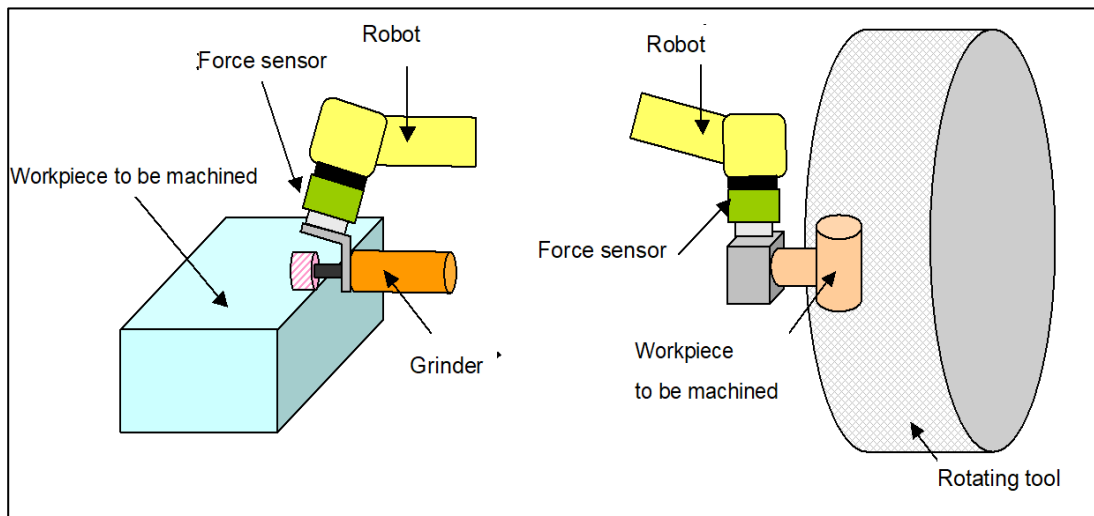 Robot
Force sensor
Workpiece to be machined
Grinder
Robot
Force sensor
Workpiece
to be machined
Rotating tool